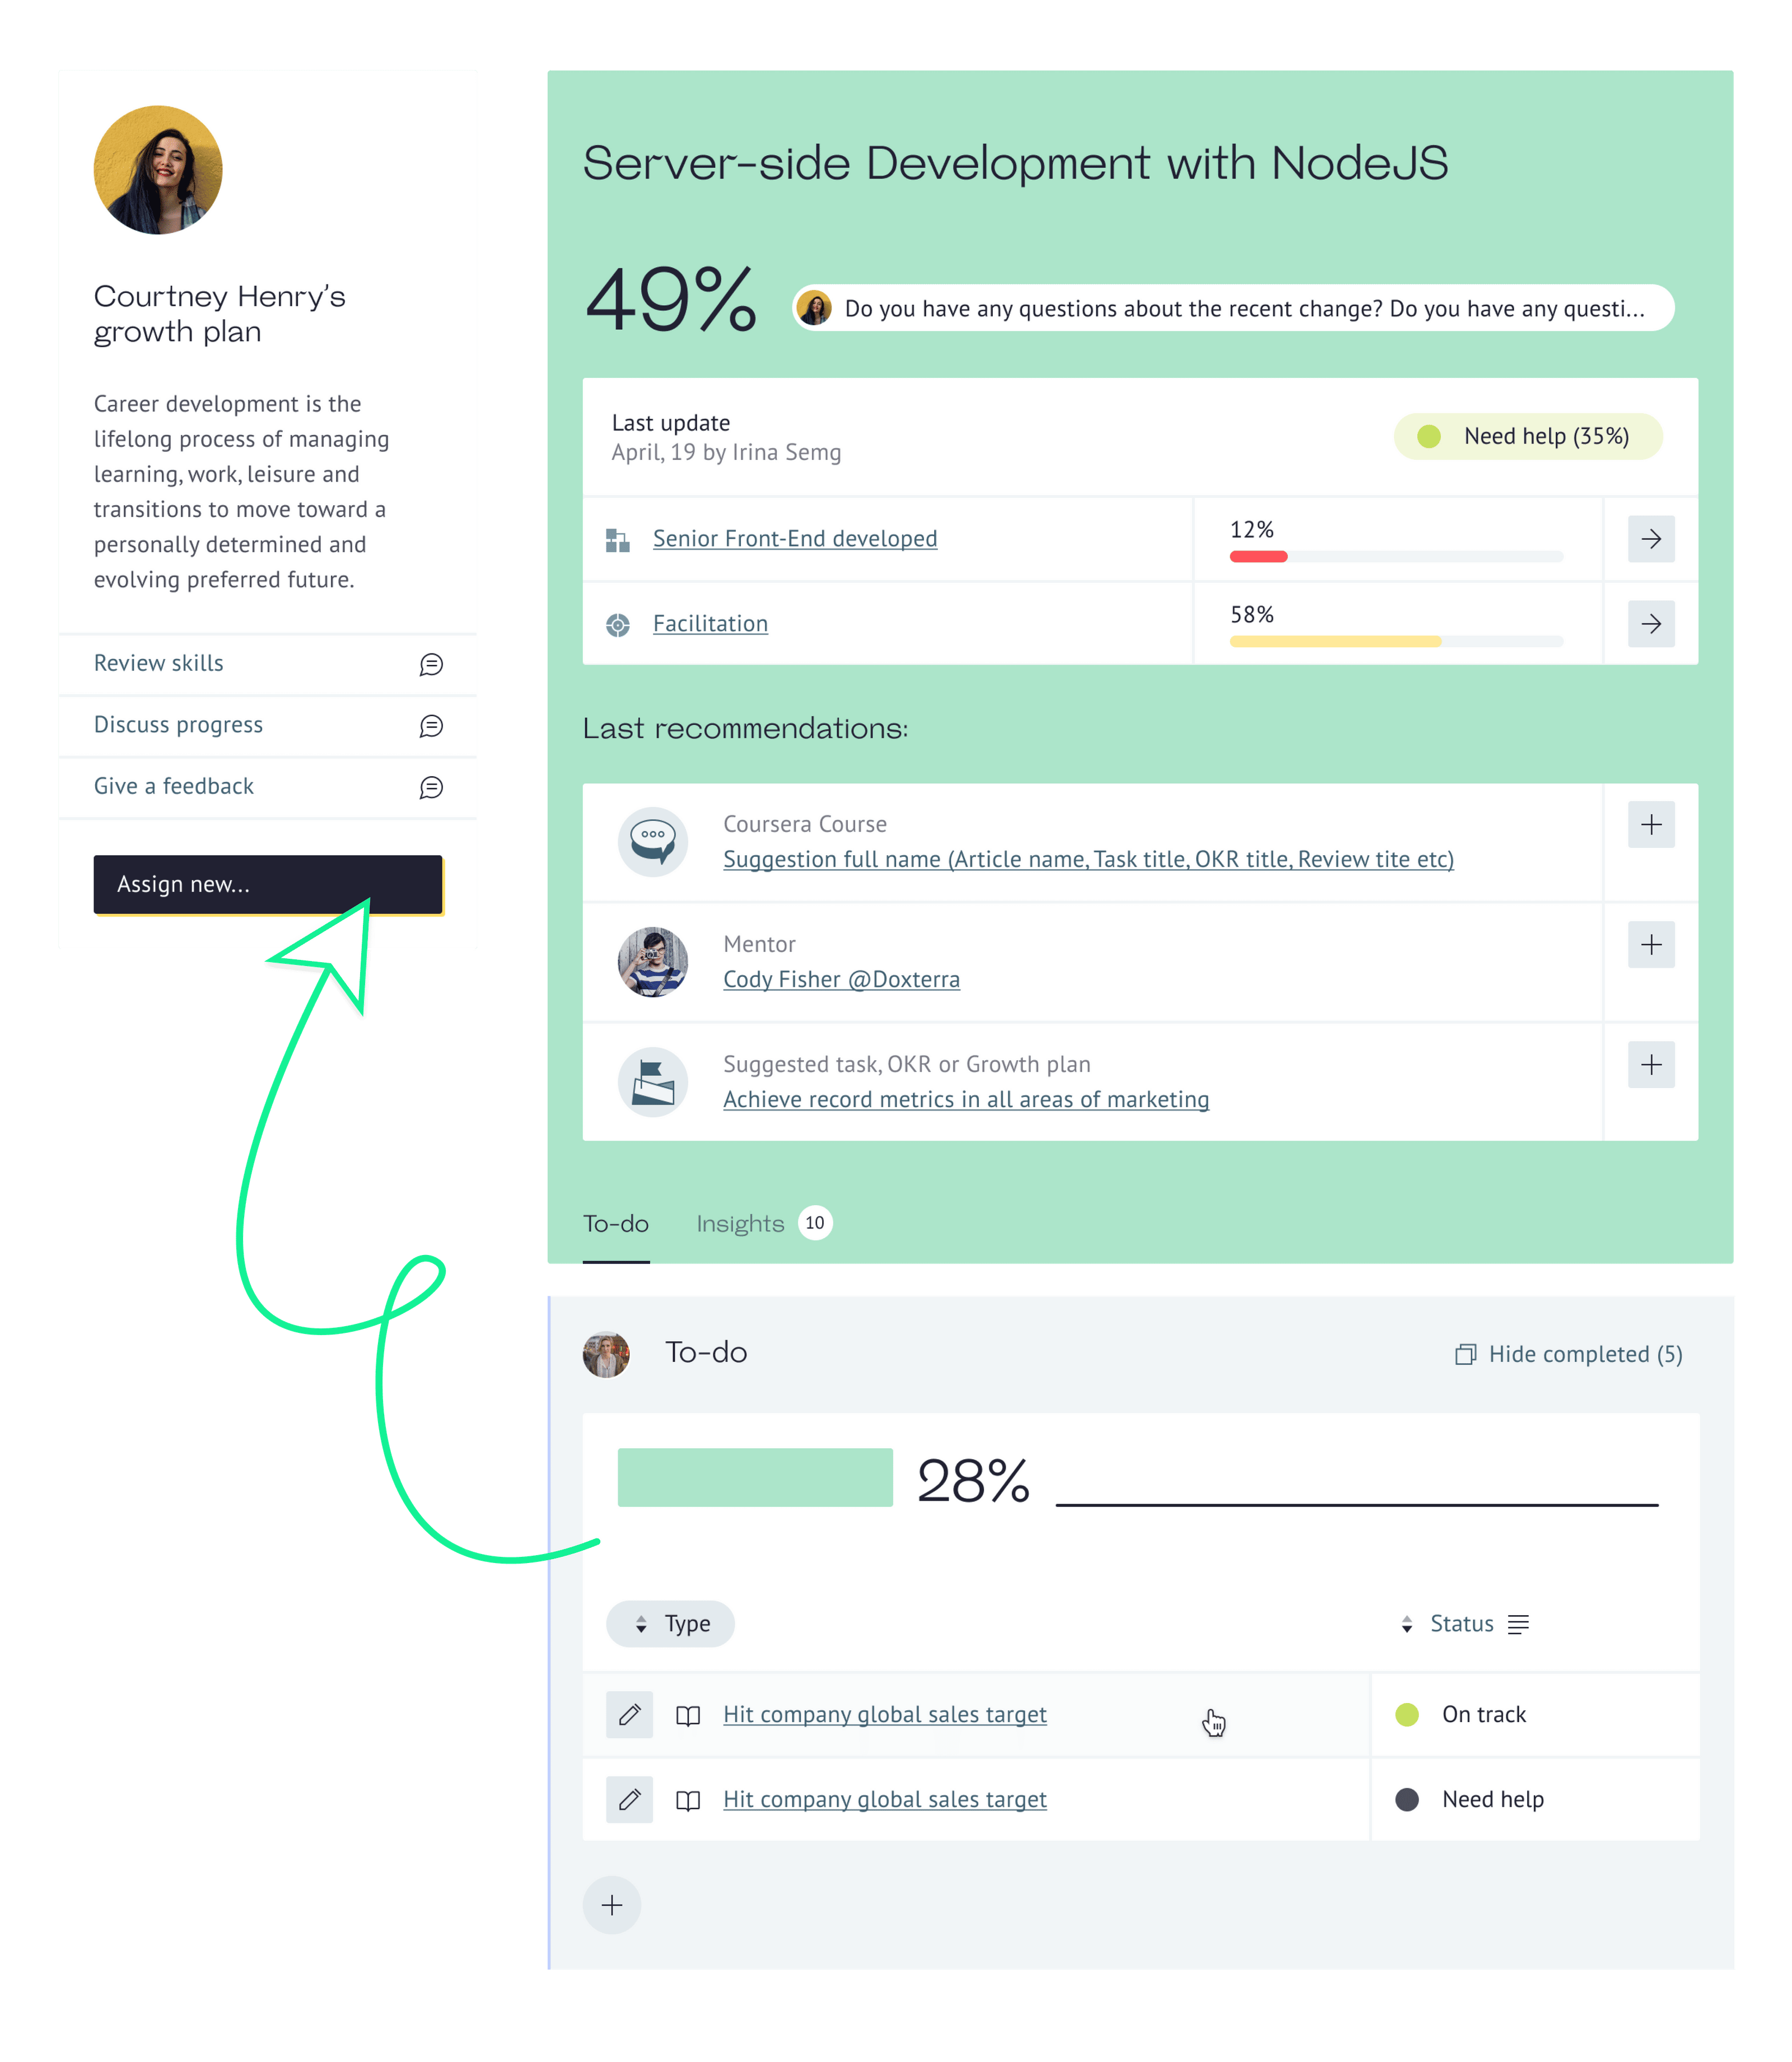 Courtney Henry’s
growth plan
Career development is the
lifelong process of managing
learning, work, leisure and
transitions to move toward a
personally determined and
evolving preferred future.
Review skills
Discuss progress
Give a feedback
Assign new...
Server-side Development with NodeJS
49%
Do you have any questions about the recent change? Do you have any questi...
Last update
April, 19 by Irina Semg
Need help (35%)
Senior Front-End developed
12%
Facilitation
58%
Last recommendations:
Coursera Course
Suggestion full name (Article name, Task title, OKR title, Review tite etc)
Mentor
Cody Fisher @Doxterra
Suggested task, OKR or Growth plan
Achieve record metrics in all areas of marketing
To-do
Insights 10
To-do
Hide completed (5)
28%
Type
Status
Hit company global sales target
On track
Hit company global sales target
Need help